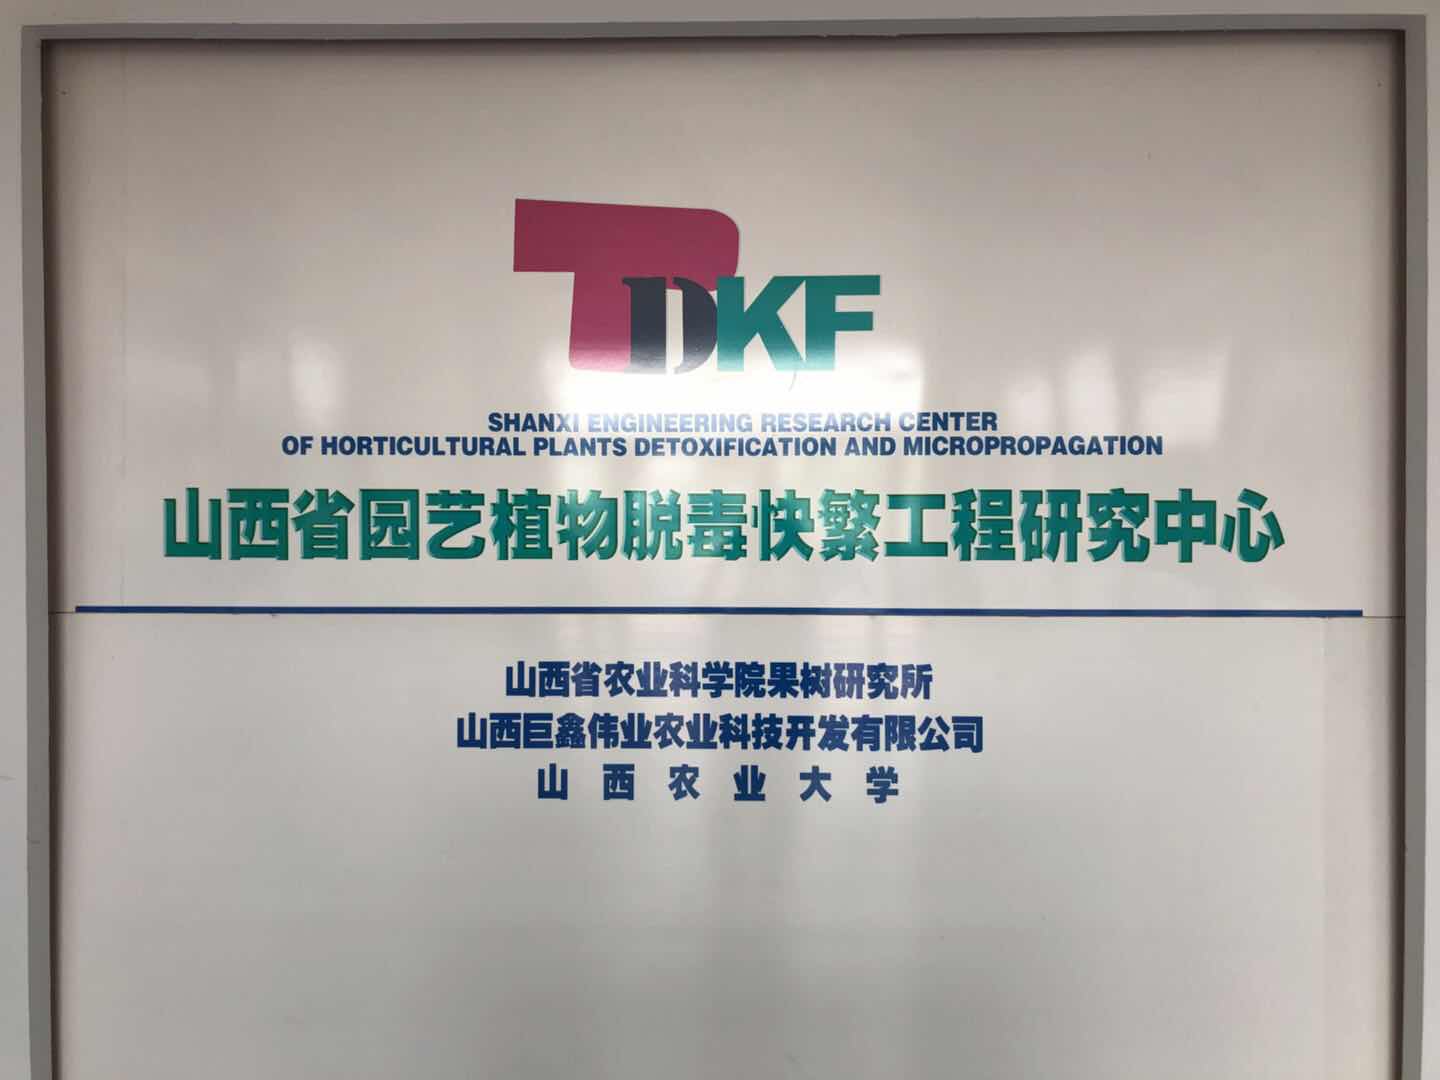 TDKF
SHANXI ENGINEERING RESEARCH CENTER
OF HORTICULTURAL PLANTS DETOXIFICATION AND MICROPROPAGATION
山西省园艺植物脱毒快繁工程研究中心
山西省农业科学院果树研究所
山西巨鑫伟业农业科技开发有限公司
山西农业大学